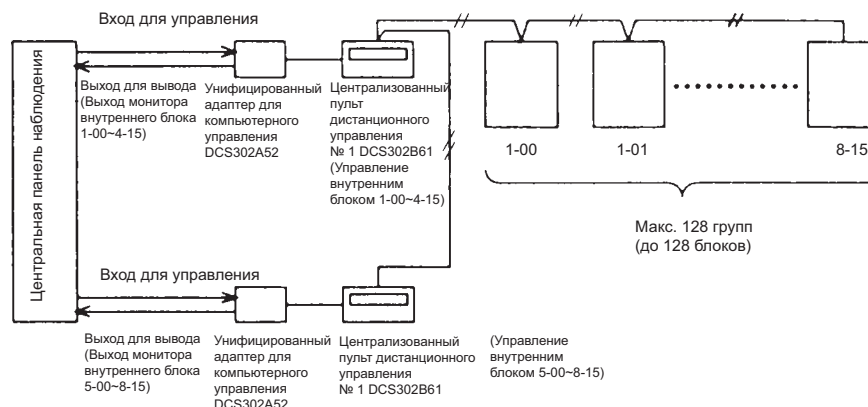 Вход для управления
Центральная панель наблюдения
Выход для вывода
(Выход монитора
внутреннего блока
1-00~4-15)
Унифицированный
адаптер для
компьютерного
управления
DCS302A52
Централизованный
пульт
дистанционного
управления
№ 1 DCS302B61
(Управление
внутренним
блоком 1-00~4-15)
1-00
1-01
8-15
Макс. 128 групп
(до 128 блоков)
Вход для управления
Выход для вывода
(Выход монитора
внутреннего блока
5-00~8-15)
Унифицированный
адаптер для
компьютерного
управления
DCS302A52
Централизованный
пульт дистанционного
управления
№ 1 DCS302B61
(Управление
внутренним
блоком 5-00~8-15)